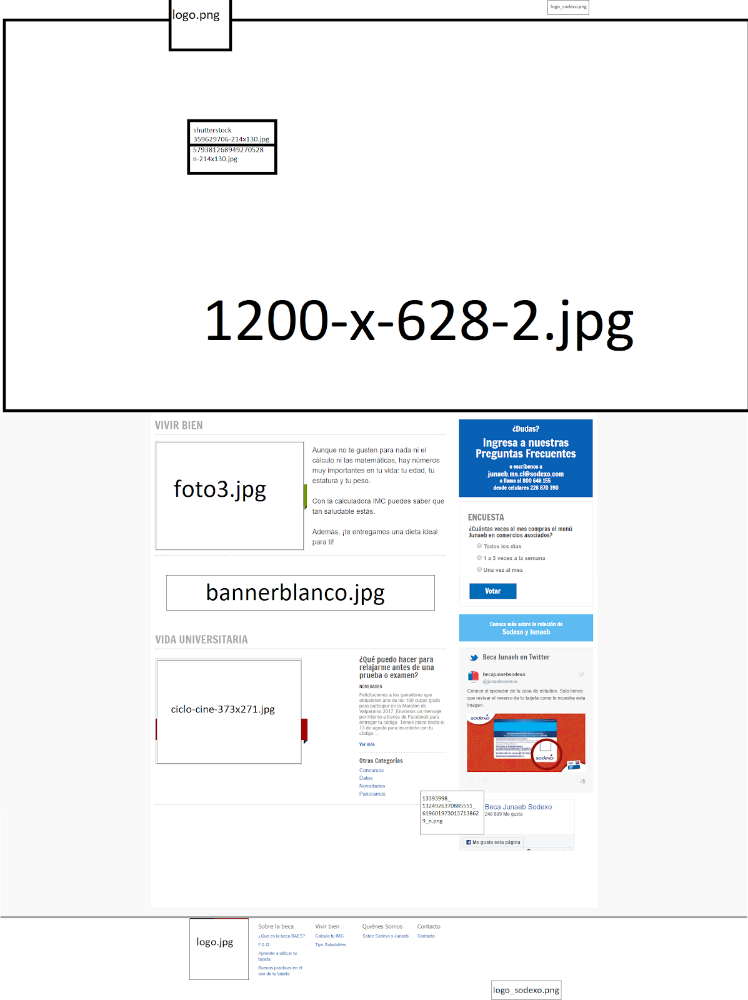 logo.png
logo_sodexo.png
shutterstock
359629706-214x130.jpg
579381268949270528
n-214x130.jpg
1200-x-628-2.jpg
VIVIR BIEN
foto3.jpg
Aunque no te gusten para nada ni el
cálculo ni las matemáticas, hay números
muy importantes en tu vida: tu edad, tu
estatura y tu peso.
Con la calculadora IMC puedes saber que
tan saludable estás.
Además, ¡te entregamos una dieta ideal
para ti!
bannerblanco.jpg
VIDA UNIVERSITARIA
ciclo-cine-373x271.jpg
¿Qué puedo hacer para
relajarme antes de una
prueba o examen?
NOVEDADES
Felicitaciones a los ganadores que
obtuvieron uno de los 100 cupos gratis
para participar en la Maratón de
Valparaíso 2017. Envíanos un mensaje
por interno a través de Facebook para
entregar tu código. Tienes plazo hasta el
13 de agosto para inscribirte con tu
código ...
Ver más
Otras Categorías
Concursos
Datos
Novedades
Panoramas
¿Dudas?
Ingresa a nuestras
Preguntas Frecuentes
o escríbenos a
junaeb.ms.cl@sodexo.com
o llama al 800 646 155
desde celulares 226 870 390
ENCUESTA
¿Cuántas veces al mes compras el menú
Junaeb en comercios asociados?
Todos los días
1 a 3 veces a la semana
Una vez al mes
Votar
Conoce más sobre la relación de
Sodexo y Junaeb
Beca Junaeb en Twitter
becajunaebsodexo
@junaebsodexo
Conoce el operador de tu casa de estudios. Solo tienes
que revisar el reverso de tu tarjeta como lo muestra esta
imagen.
sodexo
sodexo
2h
13393998_
1324926370885551_
619601973013713862
9_n.png
Beca Junaeb Sodexo
248 889 Me gusta
Me gusta esta página
logo.jpg
Sobre la beca
¿Que es la beca BAES?
F.A.Q
Aprende a utilizar tu
tarjeta.
Buenas practicas en el
uso de tu tarjeta
Vivir bien
Calcula tu IMC
Tips Saludables
Quiénes Somos
Sobre Sodexo y Junaeb
Contacto
Contacto
logo_sodexo.png